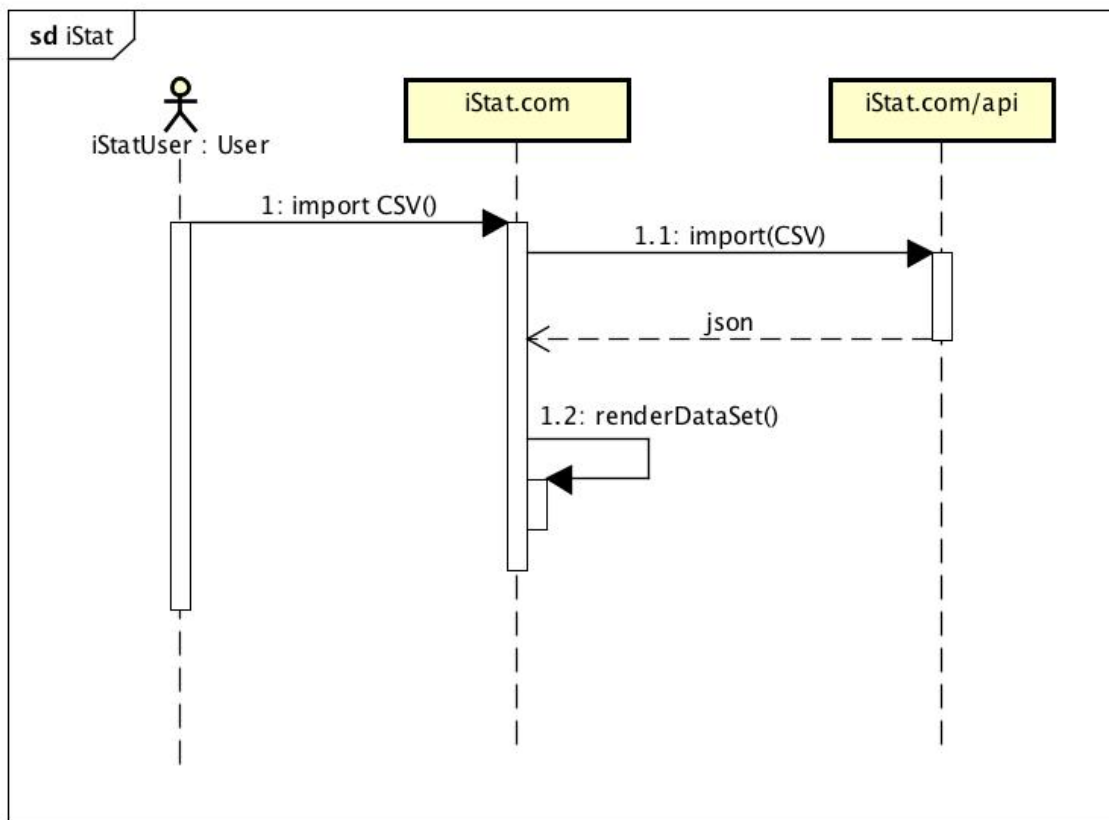 sd iStat
iStat.com
iStat.com/api
iStatUser : User
1: import CSV()
1.1: import(CSV)
json
1.2: renderDataSet()